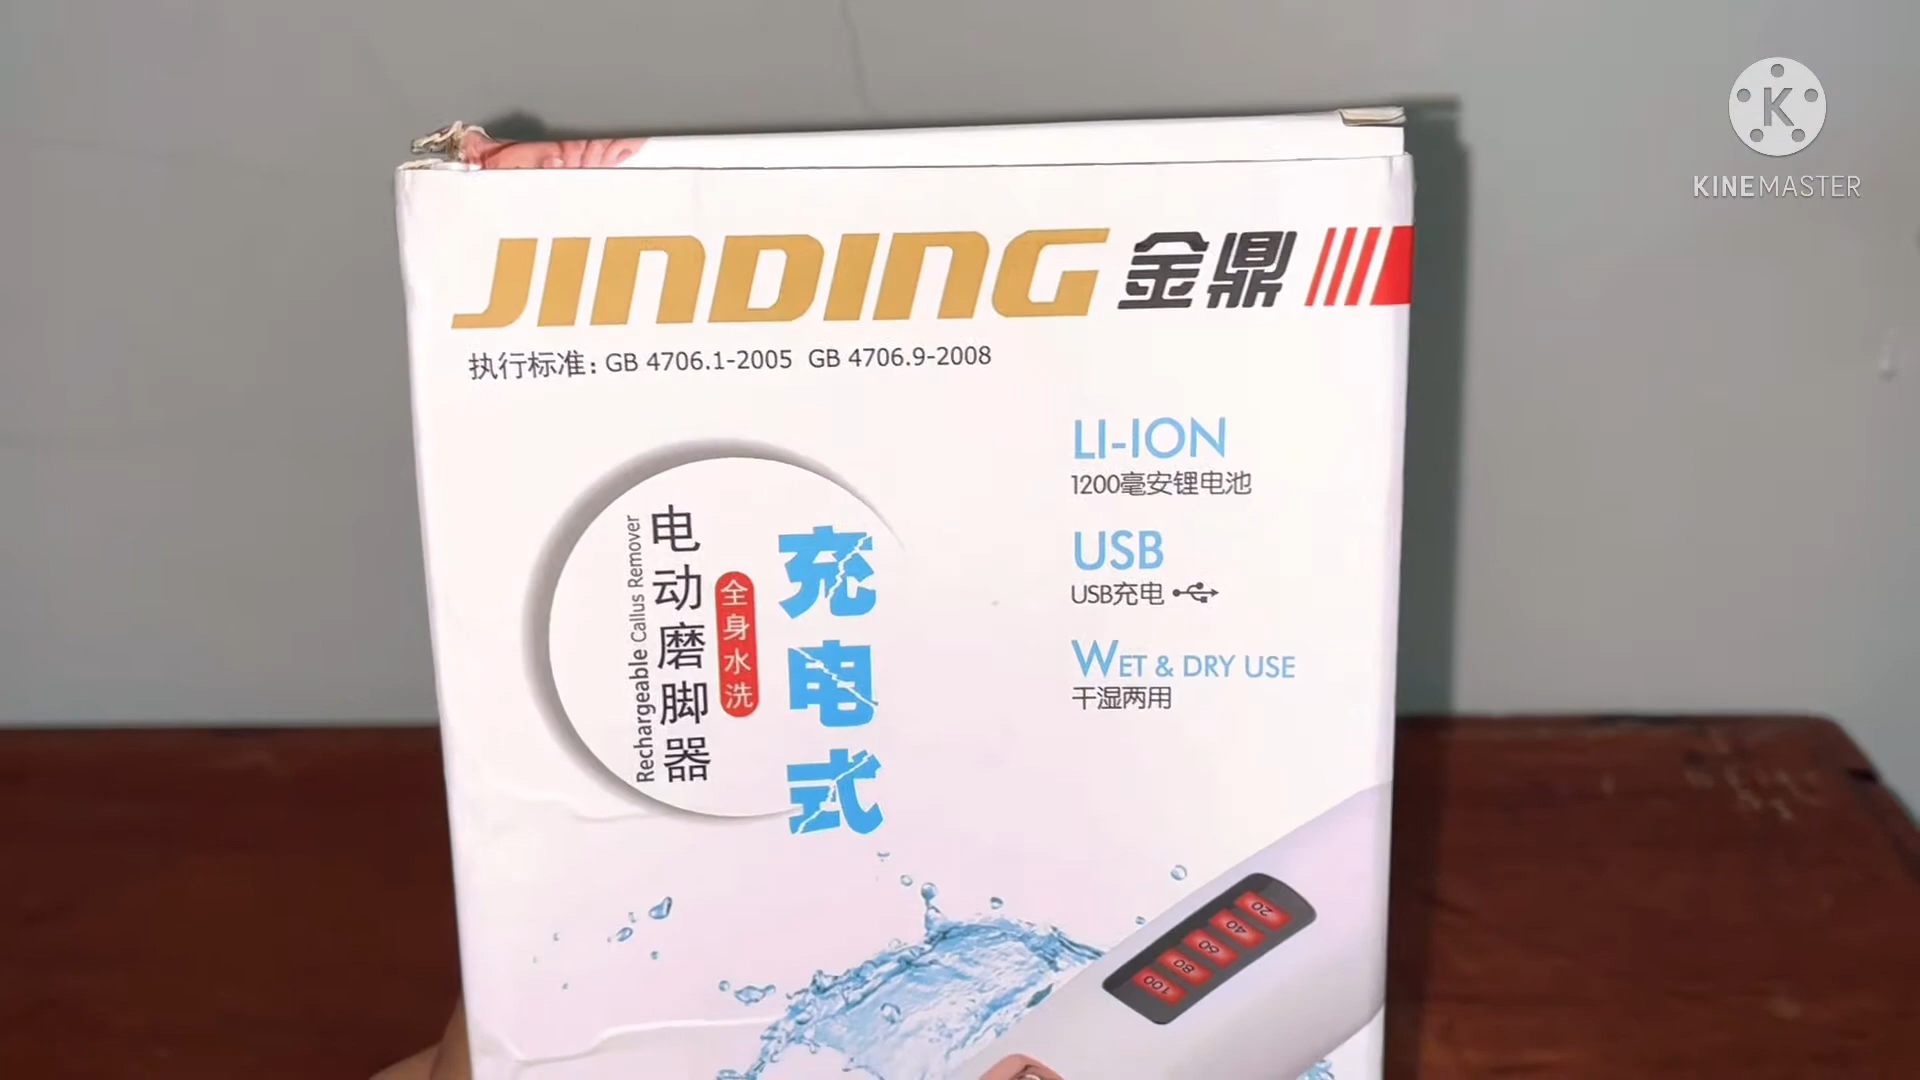 KINEMASTER
JINDING 金鼎
执行标准: GB 4706.1-2005 GB 4706.9-2008
LI-ION
1200毫安锂电池
USB
USB充电
WET & DRY USE
干湿两用
Rechargeable Callus Remover
电动磨脚器
全身水洗
充电式
20
40
60
80
100